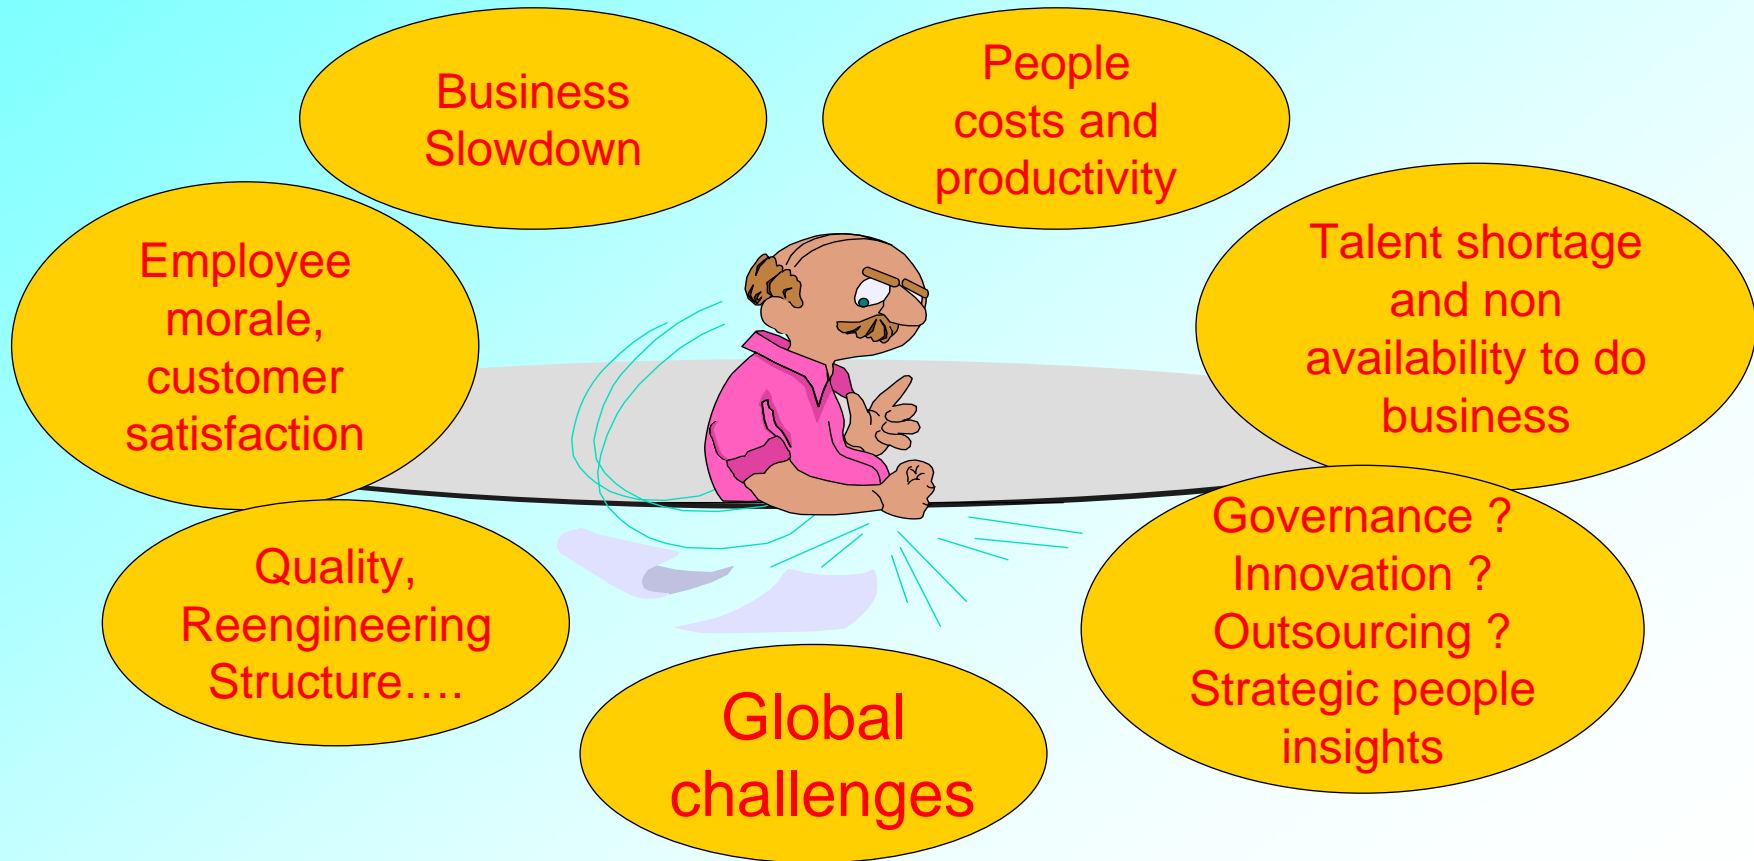 Business
Slowdown
People
costs and
productivity
Employee
morale,
customer
satisfaction
Talent shortage
and non
availability to do
business
Quality,
Reengineering
Structure….
Governance ?
Innovation ?
Outsourcing ?
Strategic people
insights
Global
challenges